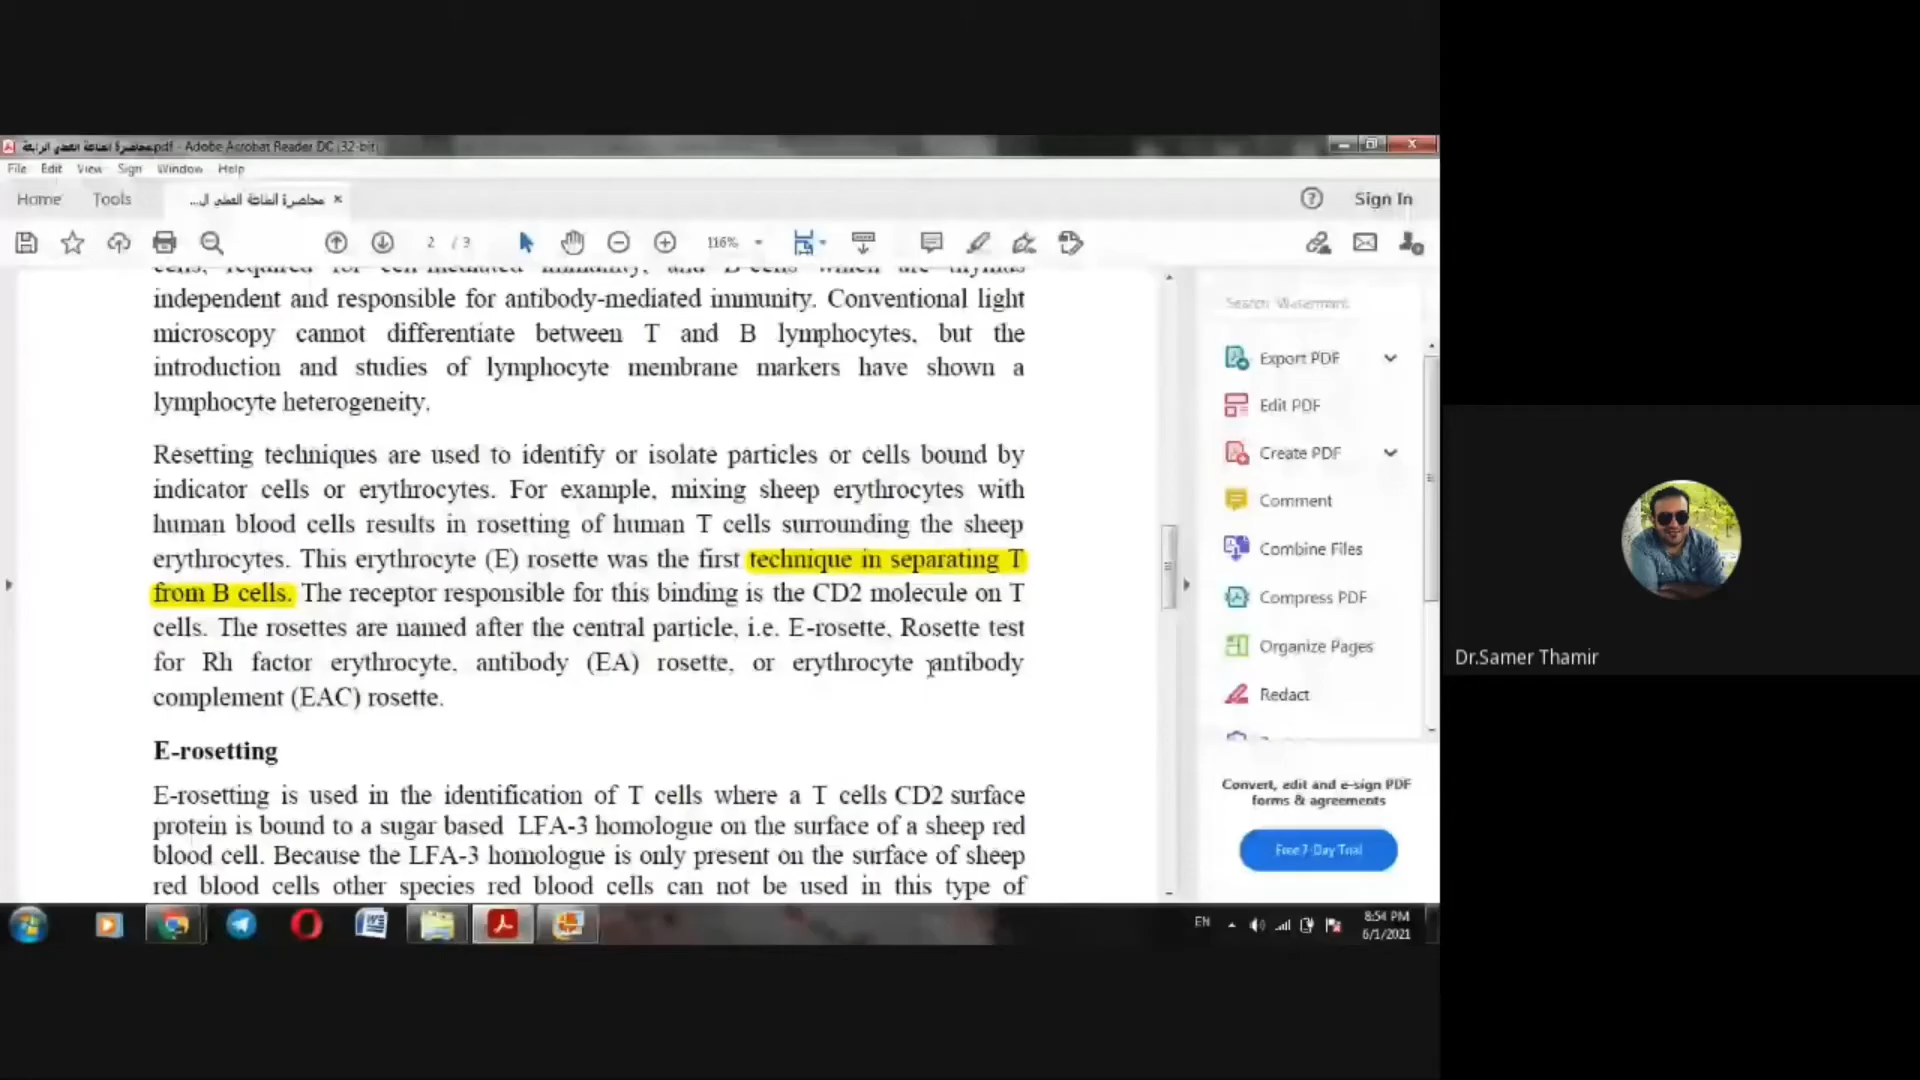 محاضرة المناعة العملي الرابعة.pdf - Adobe Acrobat Reader DC (32-bit)
File Edit View Sign Window Help
Home Tools محاضرة المناعة العملي ال... × Sign In
2 / 3 116%
independent and responsible for antibody-mediated immunity. Conventional light
microscopy cannot differentiate between T and B lymphocytes, but the
introduction and studies of lymphocyte membrane markers have shown a
lymphocyte heterogeneity.
Resetting techniques are used to identify or isolate particles or cells bound by
indicator cells or erythrocytes. For example, mixing sheep erythrocytes with
human blood cells results in rosetting of human T cells surrounding the sheep
erythrocytes. This erythrocyte (E) rosette was the first technique in separating T
from B cells. The receptor responsible for this binding is the CD2 molecule on T
cells. The rosettes are named after the central particle, i.e. E-rosette, Rosette test
for Rh factor erythrocyte, antibody (EA) rosette, or erythrocyte antibody
complement (EAC) rosette.
E-rosetting
E-rosetting is used in the identification of T cells where a T cells CD2 surface
protein is bound to a sugar based LFA-3 homologue on the surface of a sheep red
blood cell. Because the LFA-3 homologue is only present on the surface of sheep
red blood cells other species red blood cells can not be used in this type of
Export PDF
Edit PDF
Create PDF
Comment
Combine Files
Compress PDF
Organize Pages
Redact
Convert, edit and e-sign PDF
forms & agreements
Free 7-Day Trial
EN
8:54 PM
6/1/2021
Dr.Samer Thamir